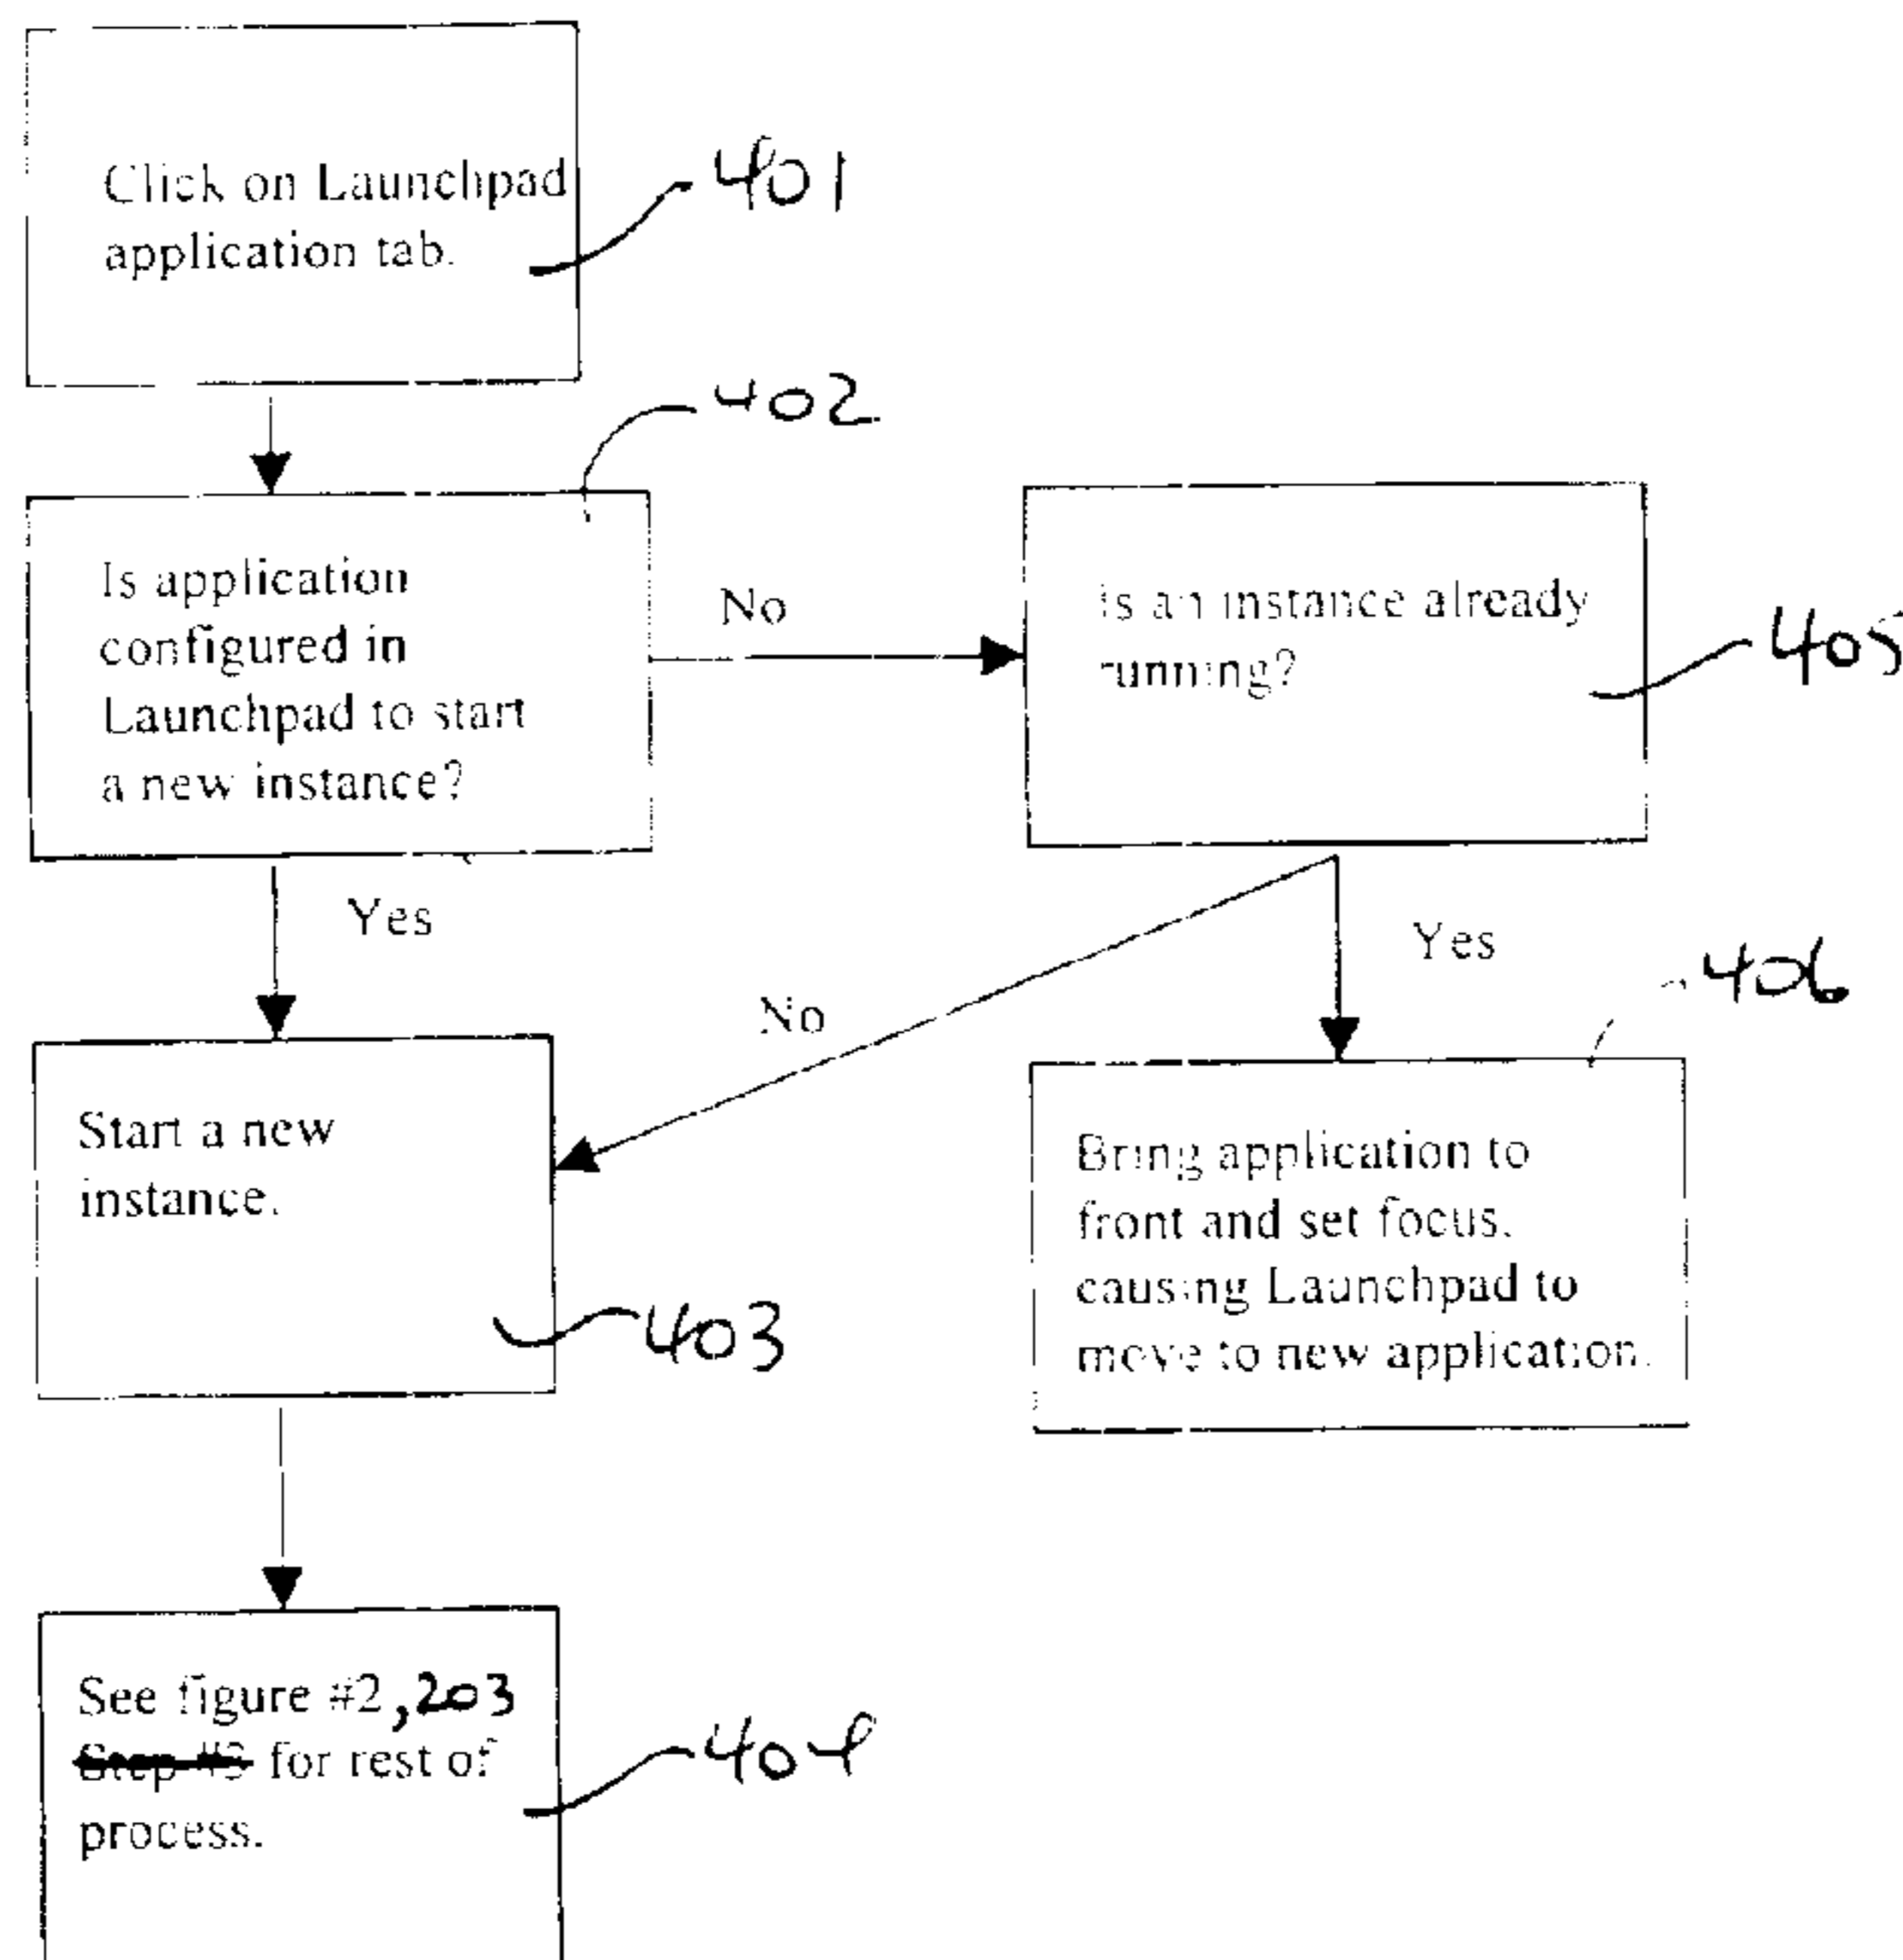 Click on Launchpad
application tab.
401
402
Is application
configured in
Launchpad to start
a new instance?
No
Is an instance already
running?
405
Yes
No
Yes
406
Start a new
instance.
403
Bring application to
front and set focus,
causing Launchpad to
move to new application.
See figure #2,203
Step #3 for rest of
process.
404